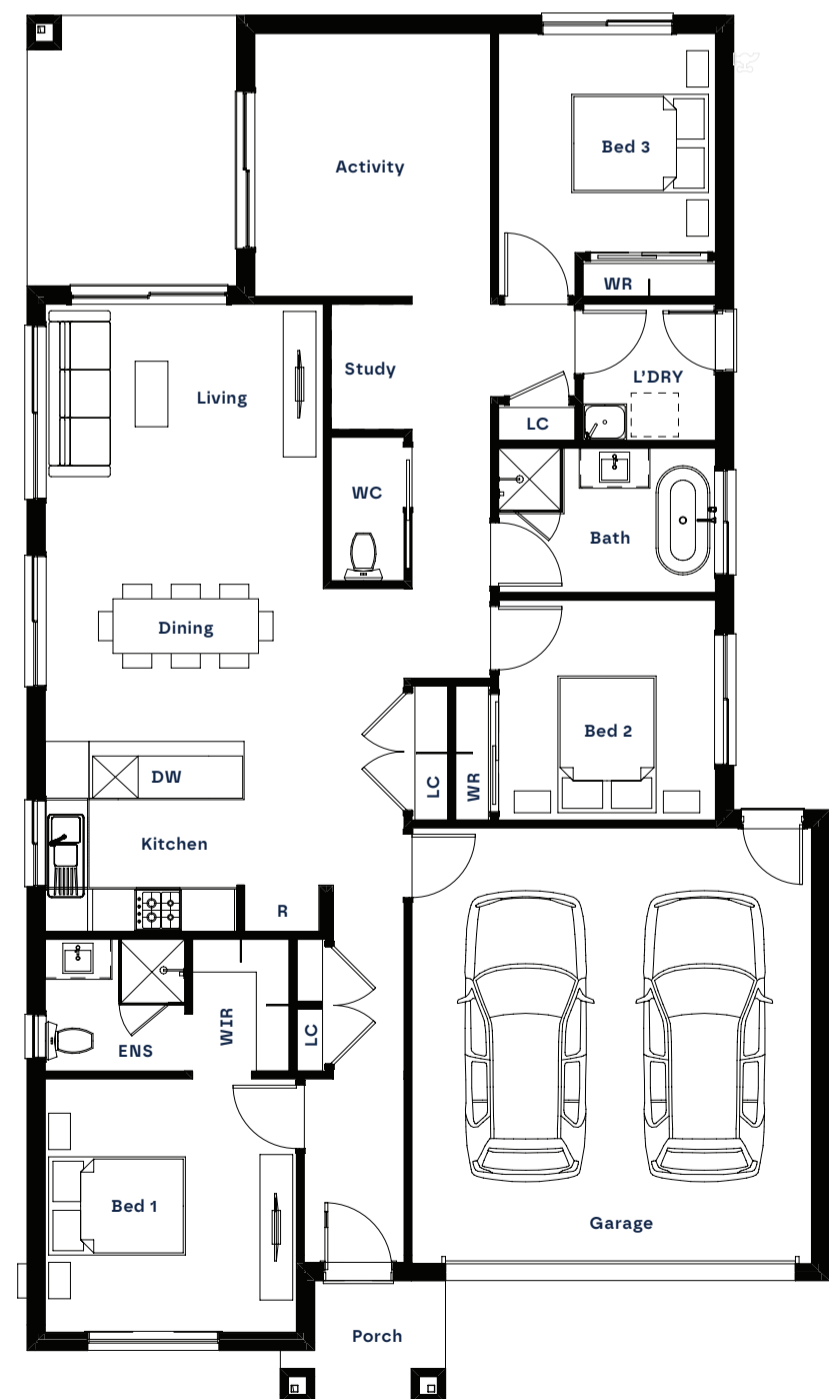 Activity
Bed 3
WR
Study
Living
L'DRY
LC
WC
Bath
Dining
Bed 2
DW
LC
WR
Kitchen
R
WIR
LC
ENS
Bed 1
Garage
Porch